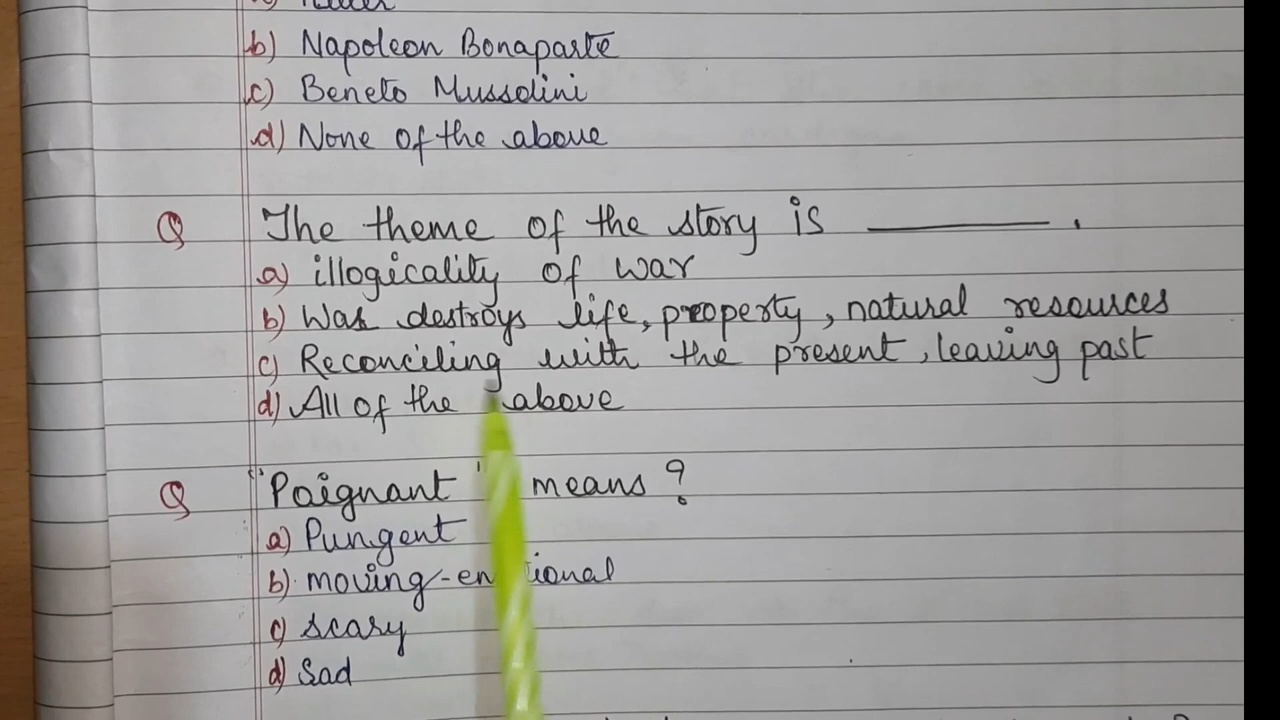 b) Napoleon Bonaparte
c) Beneto Mussolini
d) None of the above
Q The theme of the story is ______ .
a) illogicality of war
b) War destroys life, property, natural resources
c) Reconciling with the present, leaving past
d) All of the above
Q "Poignant" means ?
a) Pungent
b) moving-emotional
c) scary
d) Sad